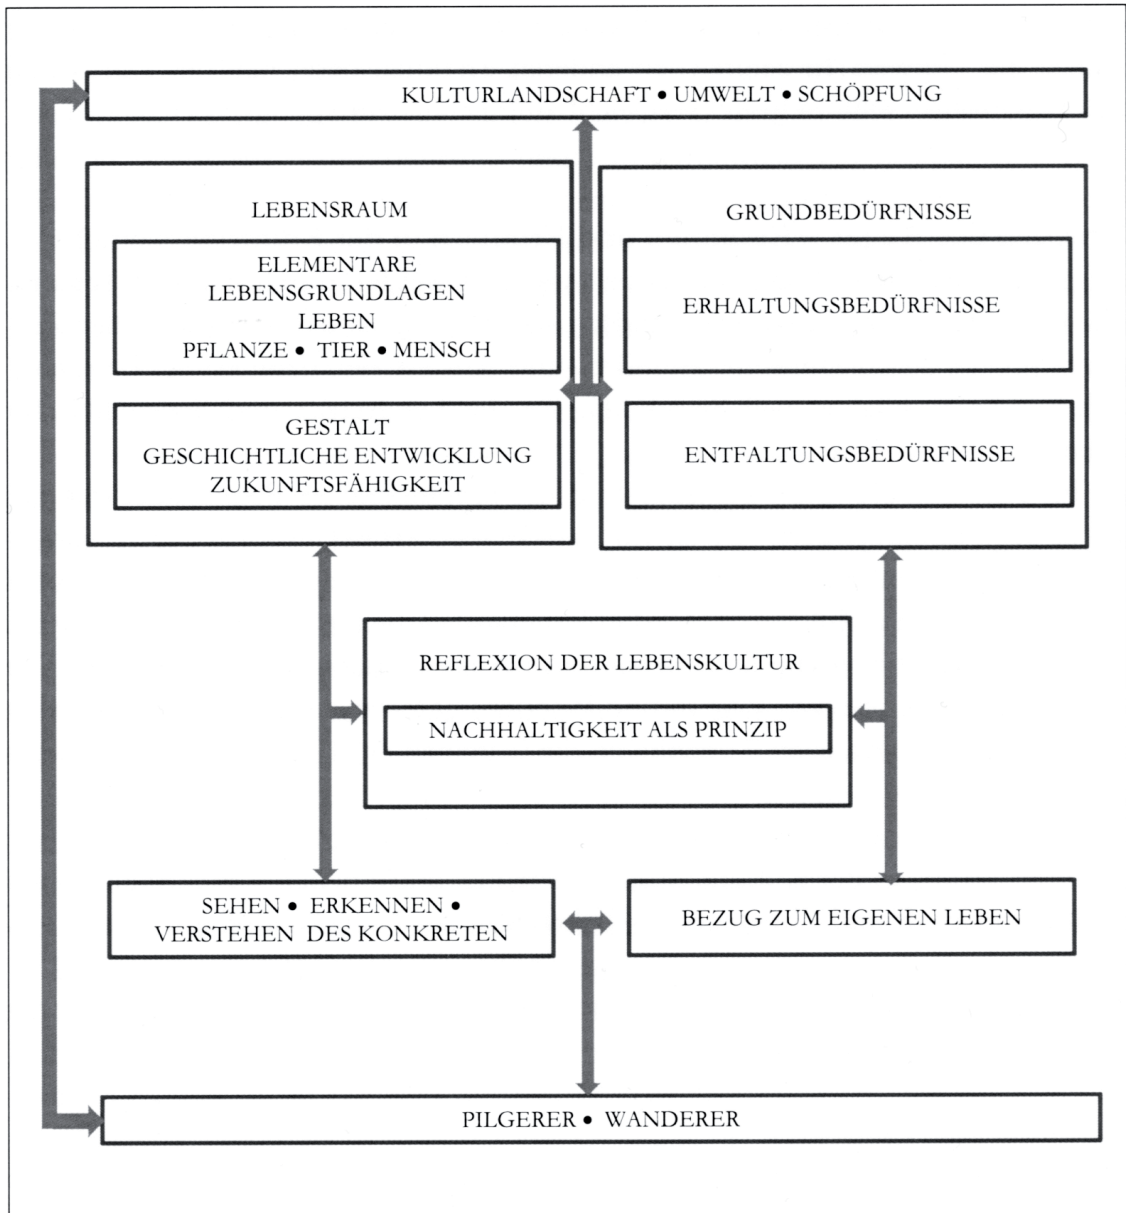 KULTURLANDSCHAFT • UMWELT • SCHÖPFUNG
LEBENSRAUM
ELEMENTARE
LEBENSGRUNDLAGEN
LEBEN
PFLANZE • TIER • MENSCH
GESTALT
GESCHICHTLICHE ENTWICKLUNG
ZUKUNFTSFÄHIGKEIT
GRUNDBEDÜRFNISSE
ERHALTUNGSBEDÜRFNISSE
ENTFALTUNGSBEDÜRFNISSE
REFLEXION DER LEBENSKULTUR
NACHHALTIGKEIT ALS PRINZIP
SEHEN • ERKENNEN •
VERSTEHEN DES KONKRETEN
BEZUG ZUM EIGENEN LEBEN
PILGERER • WANDERER